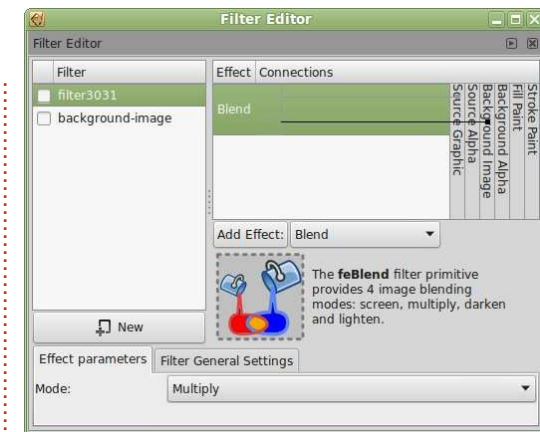 Filter Editor
Filter Editor
Filter
Effect Connections
filter3031
background-image
Blend
Source Graphic
Source Alpha
Background Image
Background Alpha
Fill Paint
Stroke Paint
Add Effect: Blend
The feBlend filter primitive
provides 4 image blending
modes: screen, multiply, darken
and lighten.
New
Effect parameters Filter General Settings
Mode: Multiply